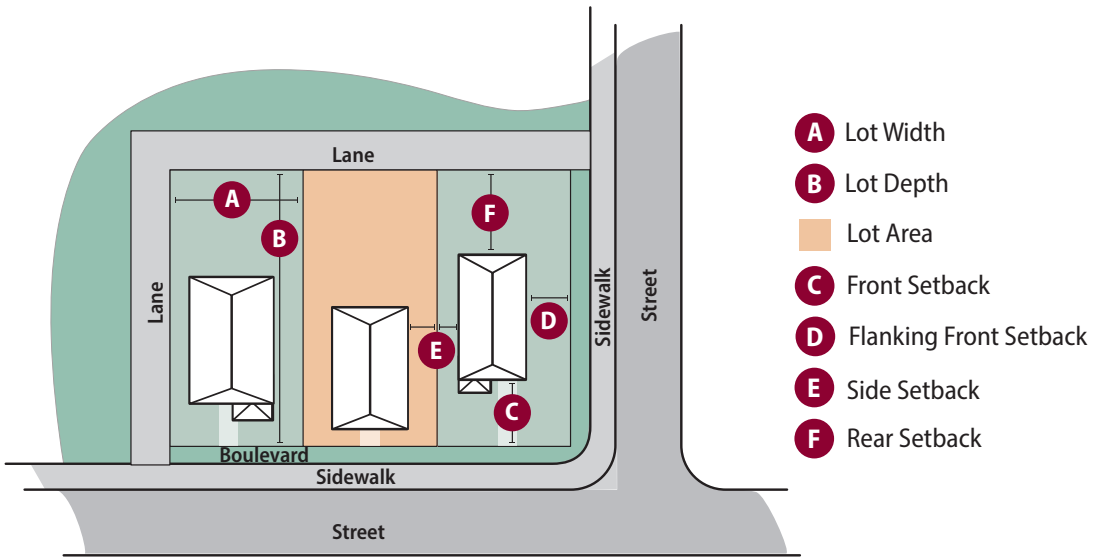 Lane
A
B
F
Lane
D
E
C
Sidewalk
Street
Boulevard
Sidewalk
Street
A Lot Width
B Lot Depth
Lot Area
C Front Setback
D Flanking Front Setback
E Side Setback
F Rear Setback